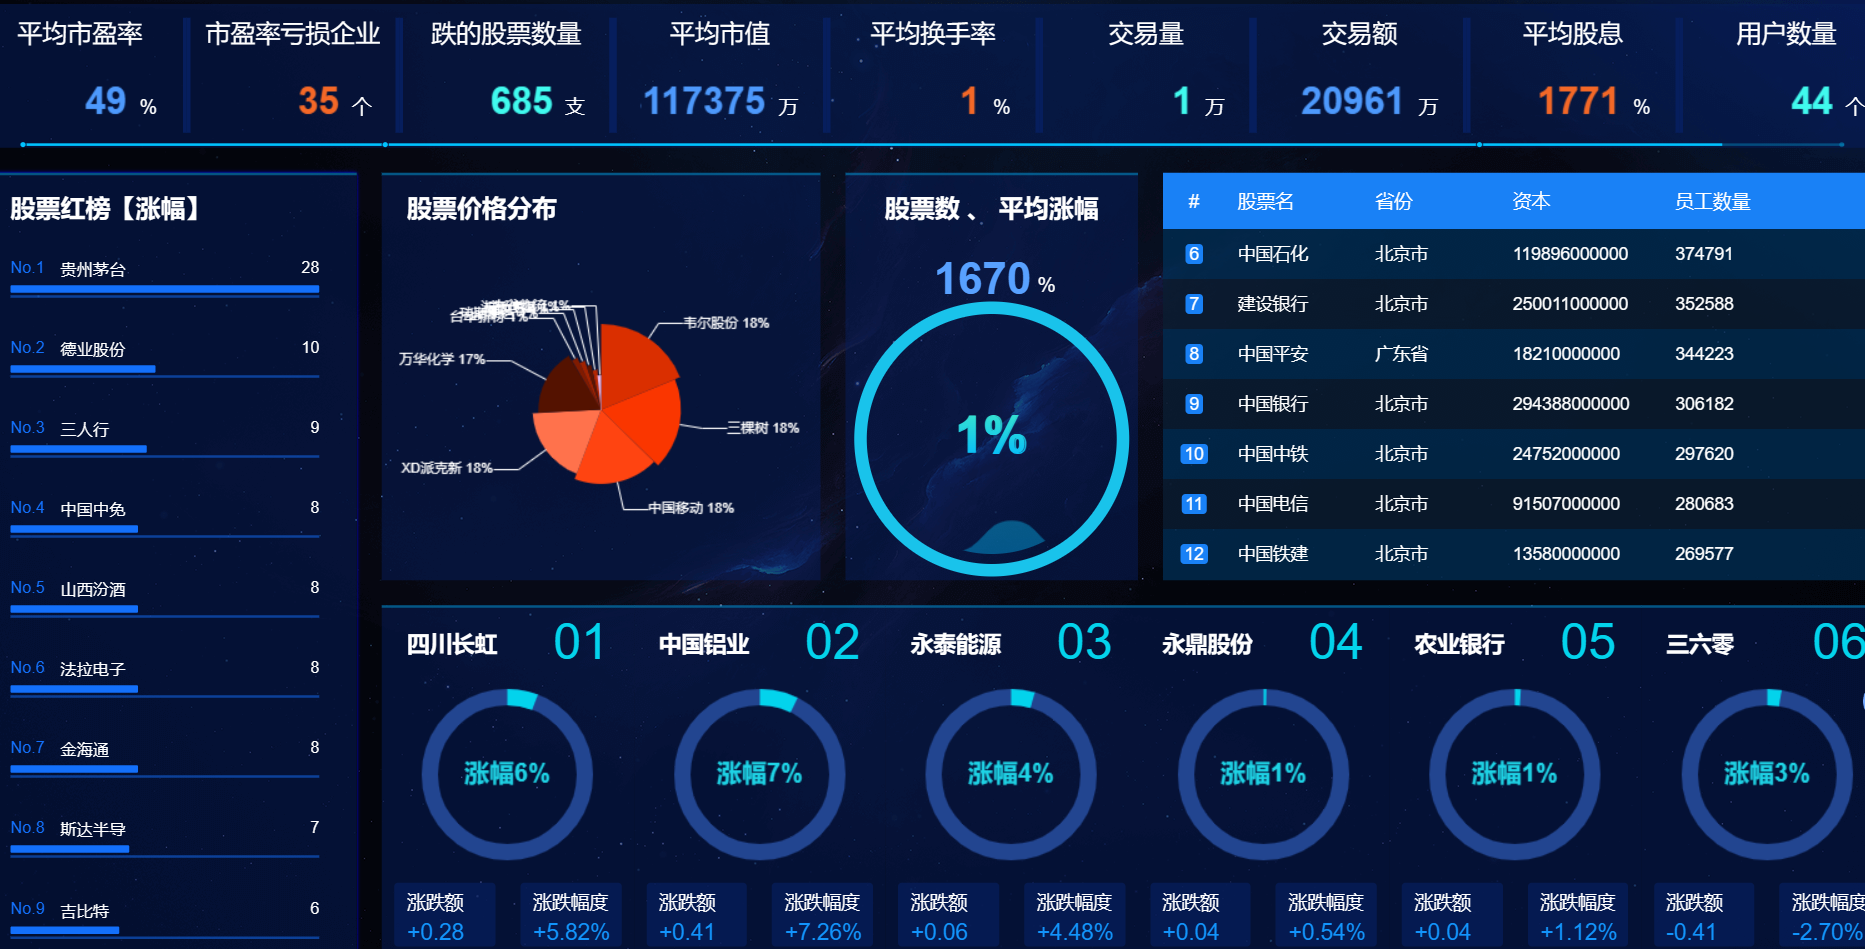 平均市盈率
49 %
市盈率亏损企业
35 个
跌的股票数量
685 支
平均市值
117375 万
平均换手率
1 %
交易量
1 万
交易额
20961 万
平均股息
1771 %
用户数量
44 个
股票红榜【涨幅】
No.1 贵州茅台 28
No.2 德业股份 10
No.3 三人行 9
No.4 中国中免 8
No.5 山西汾酒 8
No.6 法拉电子 8
No.7 金海通 8
No.8 斯达半导 7
No.9 吉比特 6
股票价格分布
韦尔股份 18%
三棵树 18%
中国移动 18%
XD派克新 18%
万华化学 17%
股票数 、 平均涨幅
1670 %
1%
# 股票名 省份 资本 员工数量
6 中国石化 北京市 119896000000 374791
7 建设银行 北京市 250011000000 352588
8 中国平安 广东省 18210000000 344223
9 中国银行 北京市 294388000000 306182
10 中国中铁 北京市 24752000000 297620
11 中国电信 北京市 91507000000 280683
12 中国铁建 北京市 13580000000 269577
四川长虹 01
涨幅6%
涨跌额 涨跌幅度
+0.28 +5.82%
中国铝业 02
涨幅7%
涨跌额 涨跌幅度
+0.41 +7.26%
永泰能源 03
涨幅4%
涨跌额 涨跌幅度
+0.06 +4.48%
永鼎股份 04
涨幅1%
涨跌额 涨跌幅度
+0.04 +0.54%
农业银行 05
涨幅1%
涨跌额 涨跌幅度
+0.04 +1.12%
三六零 06
涨幅3%
涨跌额 涨跌幅度
-0.41 -2.70%